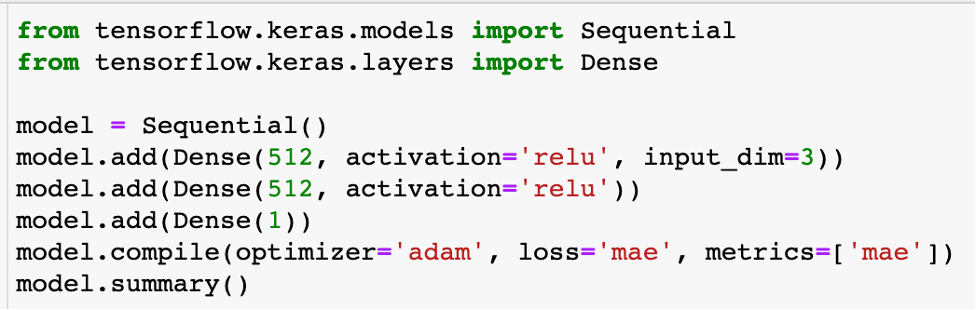 from tensorflow.keras.models import Sequential
from tensorflow.keras.layers import Dense
model = Sequential()
model.add(Dense(512, activation='relu', input_dim=3))
model.add(Dense(512, activation='relu'))
model.add(Dense(1))
model.compile(optimizer='adam', loss='mae', metrics=['mae'])
model.summary()